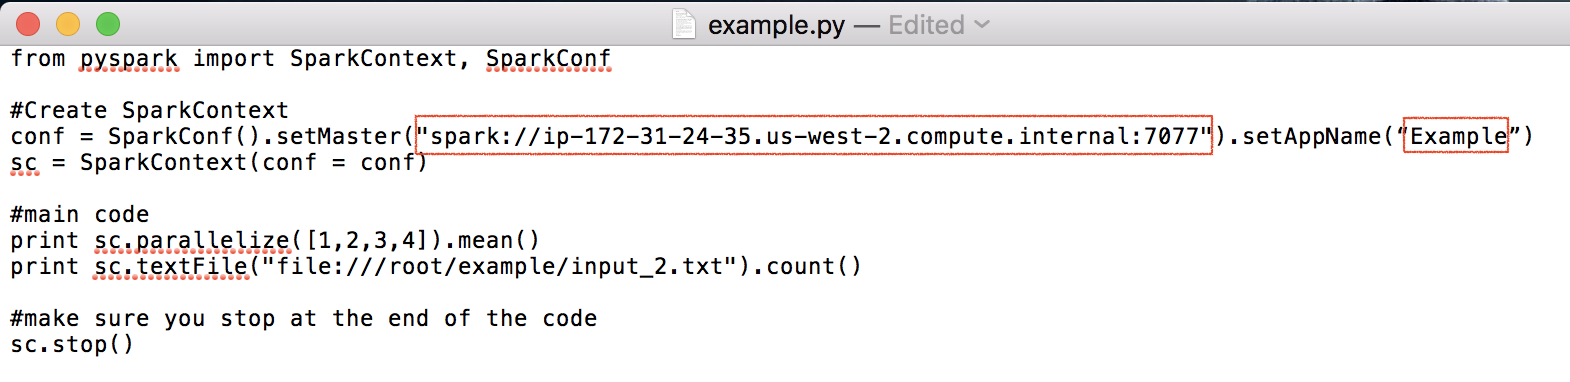 example.py — Edited
from pyspark import SparkContext, SparkConf
#Create SparkContext
conf = SparkConf().setMaster("spark://ip-172-31-24-35.us-west-2.compute.internal:7077").setAppName(“Example”)
sc = SparkContext(conf = conf)
#main code
print sc.parallelize([1,2,3,4]).mean()
print sc.textFile("file:///root/example/input_2.txt").count()
#make sure you stop at the end of the code
sc.stop()